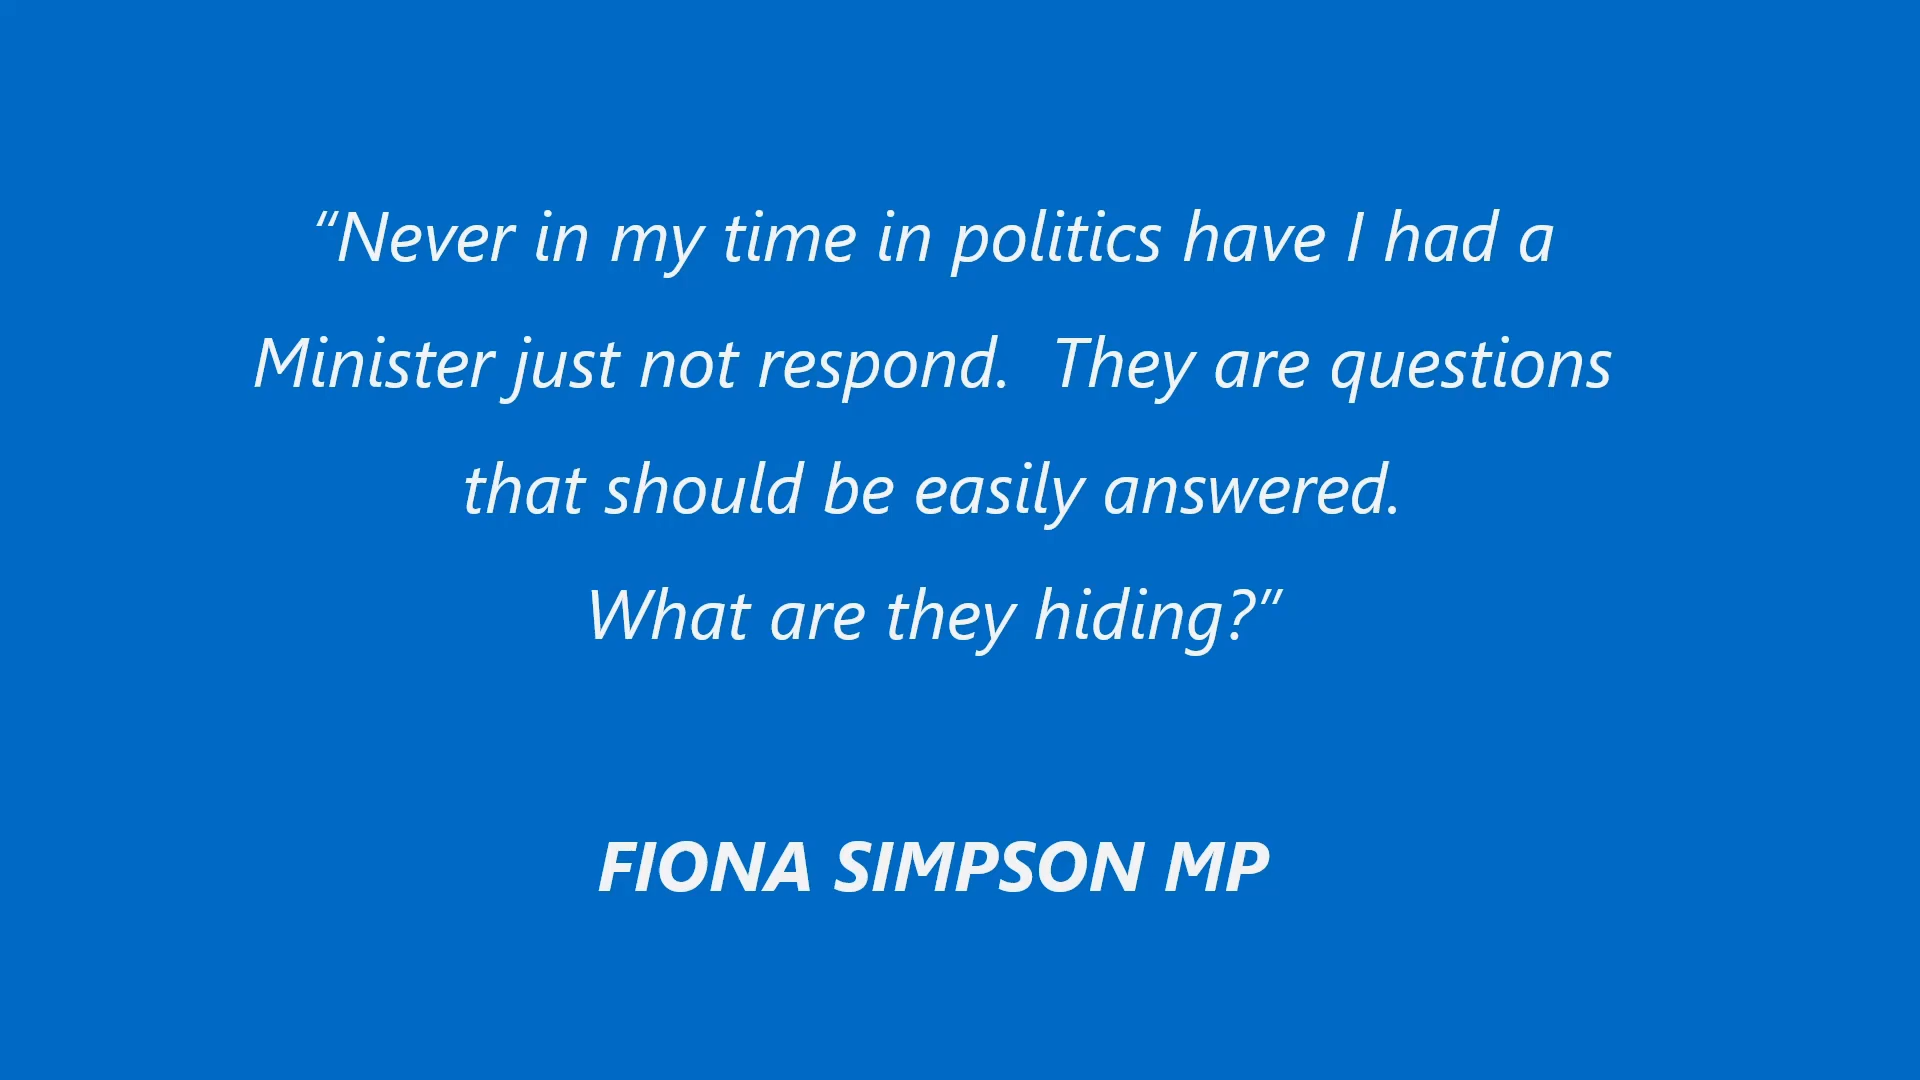 “Never in my time in politics have I had a
Minister just not respond.  They are questions
that should be easily answered.
What are they hiding?”
FIONA SIMPSON MP